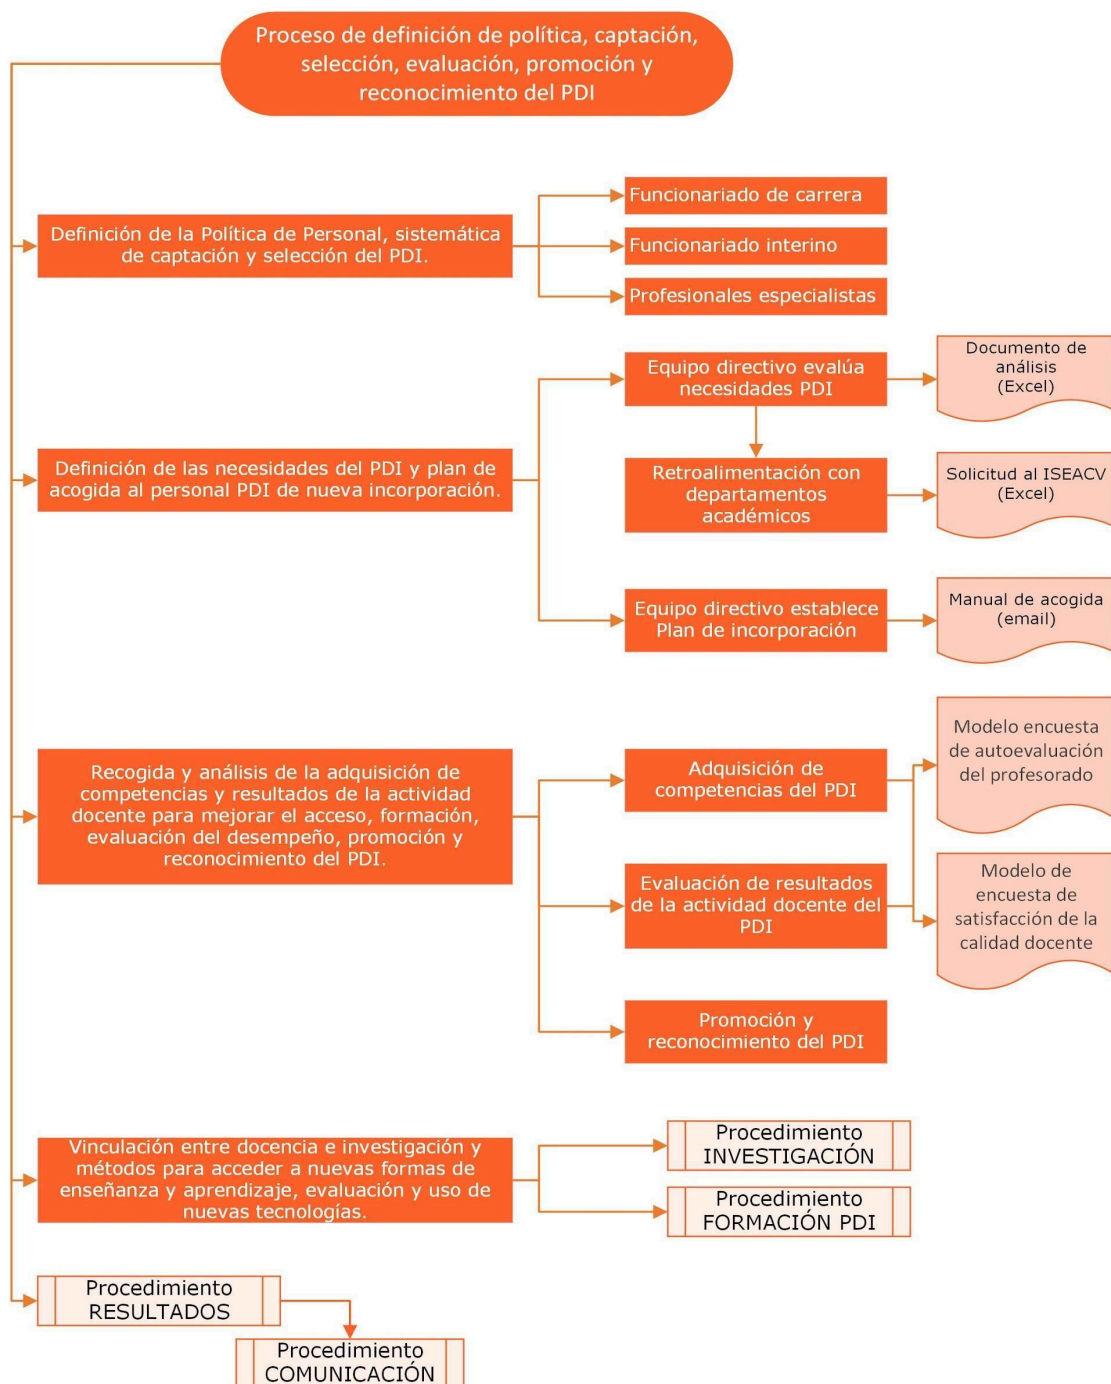 Proceso de definición de política, captación,
selección, evaluación, promoción y
reconocimiento del PDI
Definición de la Política de Personal, sistemática
de captación y selección del PDI.
Funcionariado de carrera
Funcionariado interino
Profesionales especialistas
Definición de las necesidades del PDI y plan de
acogida al personal PDI de nueva incorporación.
Equipo directivo evalúa
necesidades PDI
Documento de
análisis
(Excel)
Retroalimentación con
departamentos
académicos
Solicitud al ISEACV
(Excel)
Equipo directivo establece
Plan de incorporación
Manual de acogida
(email)
Recogida y análisis de la adquisición de
competencias y resultados de la actividad
docente para mejorar el acceso, formación,
evaluación del desempeño, promoción y
reconocimiento del PDI.
Adquisición de
competencias del PDI
Modelo encuesta
de autoevaluación
del profesorado
Evaluación de resultados
de la actividad docente del
PDI
Modelo de
encuesta de
satisfacción de la
calidad docente
Promoción y
reconocimiento del PDI
Vinculación entre docencia e investigación y
métodos para acceder a nuevas formas de
enseñanza y aprendizaje, evaluación y uso de
nuevas tecnologías.
Procedimiento
INVESTIGACIÓN
Procedimiento
FORMACIÓN PDI
Procedimiento
RESULTADOS
Procedimiento
COMUNICACIÓN